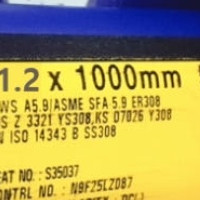 1.2 x 1000mm
WS A5.9|ASME SFA 5.9 ER308
S Z 3321 YS308,KS D7026 Y308
N ISO 14343 B SS308
EAT NO. : S35037
ONTRL NO. : N9F25LZ087